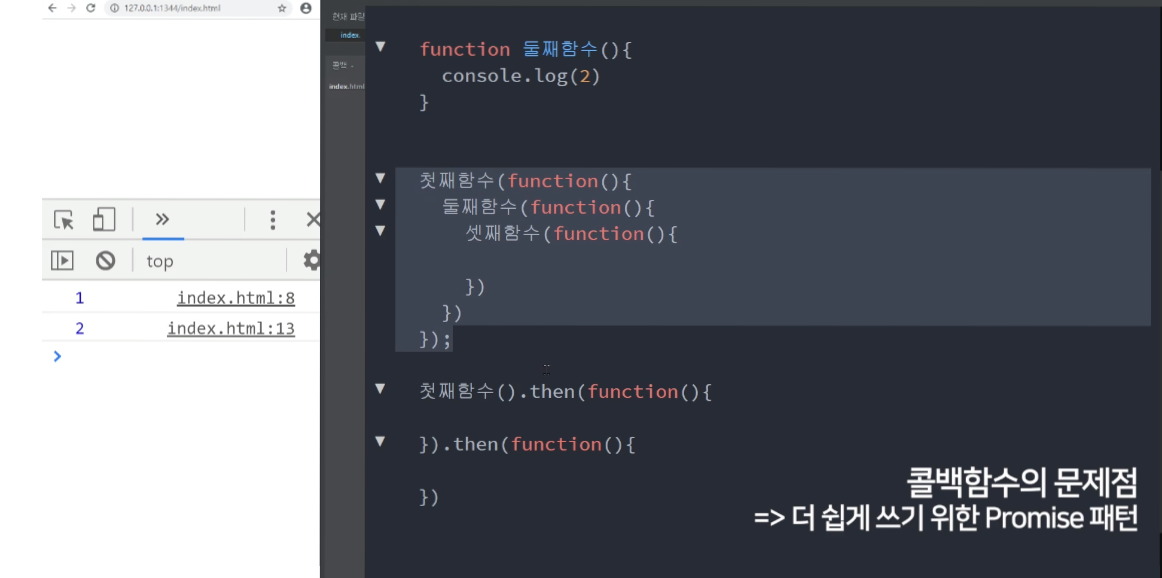 127.0.0.1:1344/index.html
현재 파일
index.
콜백
index.html
top
1 index.html:8
2 index.html:13
function 둘째함수(){
console.log(2)
}
첫째함수(function(){
둘째함수(function(){
셋째함수(function(){
})
})
});
첫째함수().then(function(){
}).then(function(){
})
콜백함수의 문제점
=> 더 쉽게 쓰기 위한 Promise 패턴